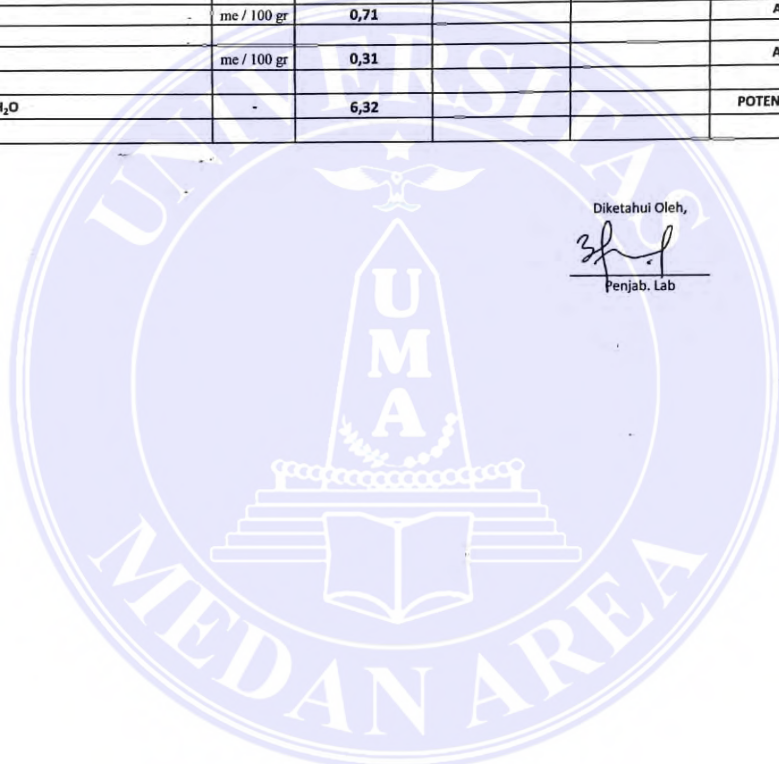 me / 100 gr 0,71 A
me / 100 gr 0,31 A
H₂O - 6,32 POTEN
Diketahui Oleh,
Penjab. Lab
UNIVERSITAS
MEDAN AREA
U
M
A